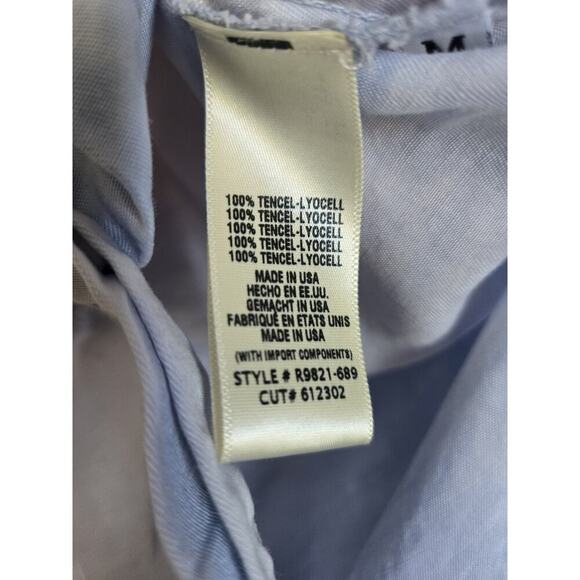 M
100% TENCEL-LYOCELL
100% TENCEL-LYOCELL
100% TENCEL-LYOCELL
100% TENCEL-LYOCELL
100% TENCEL-LYOCELL
MADE IN USA
HECHO EN EE.UU.
GEMACHT IN USA
FABRIQUÉ EN ETATS UNIS
MADE IN USA
(WITH IMPORT COMPONENTS)
STYLE # R9821-689
CUT# 612302